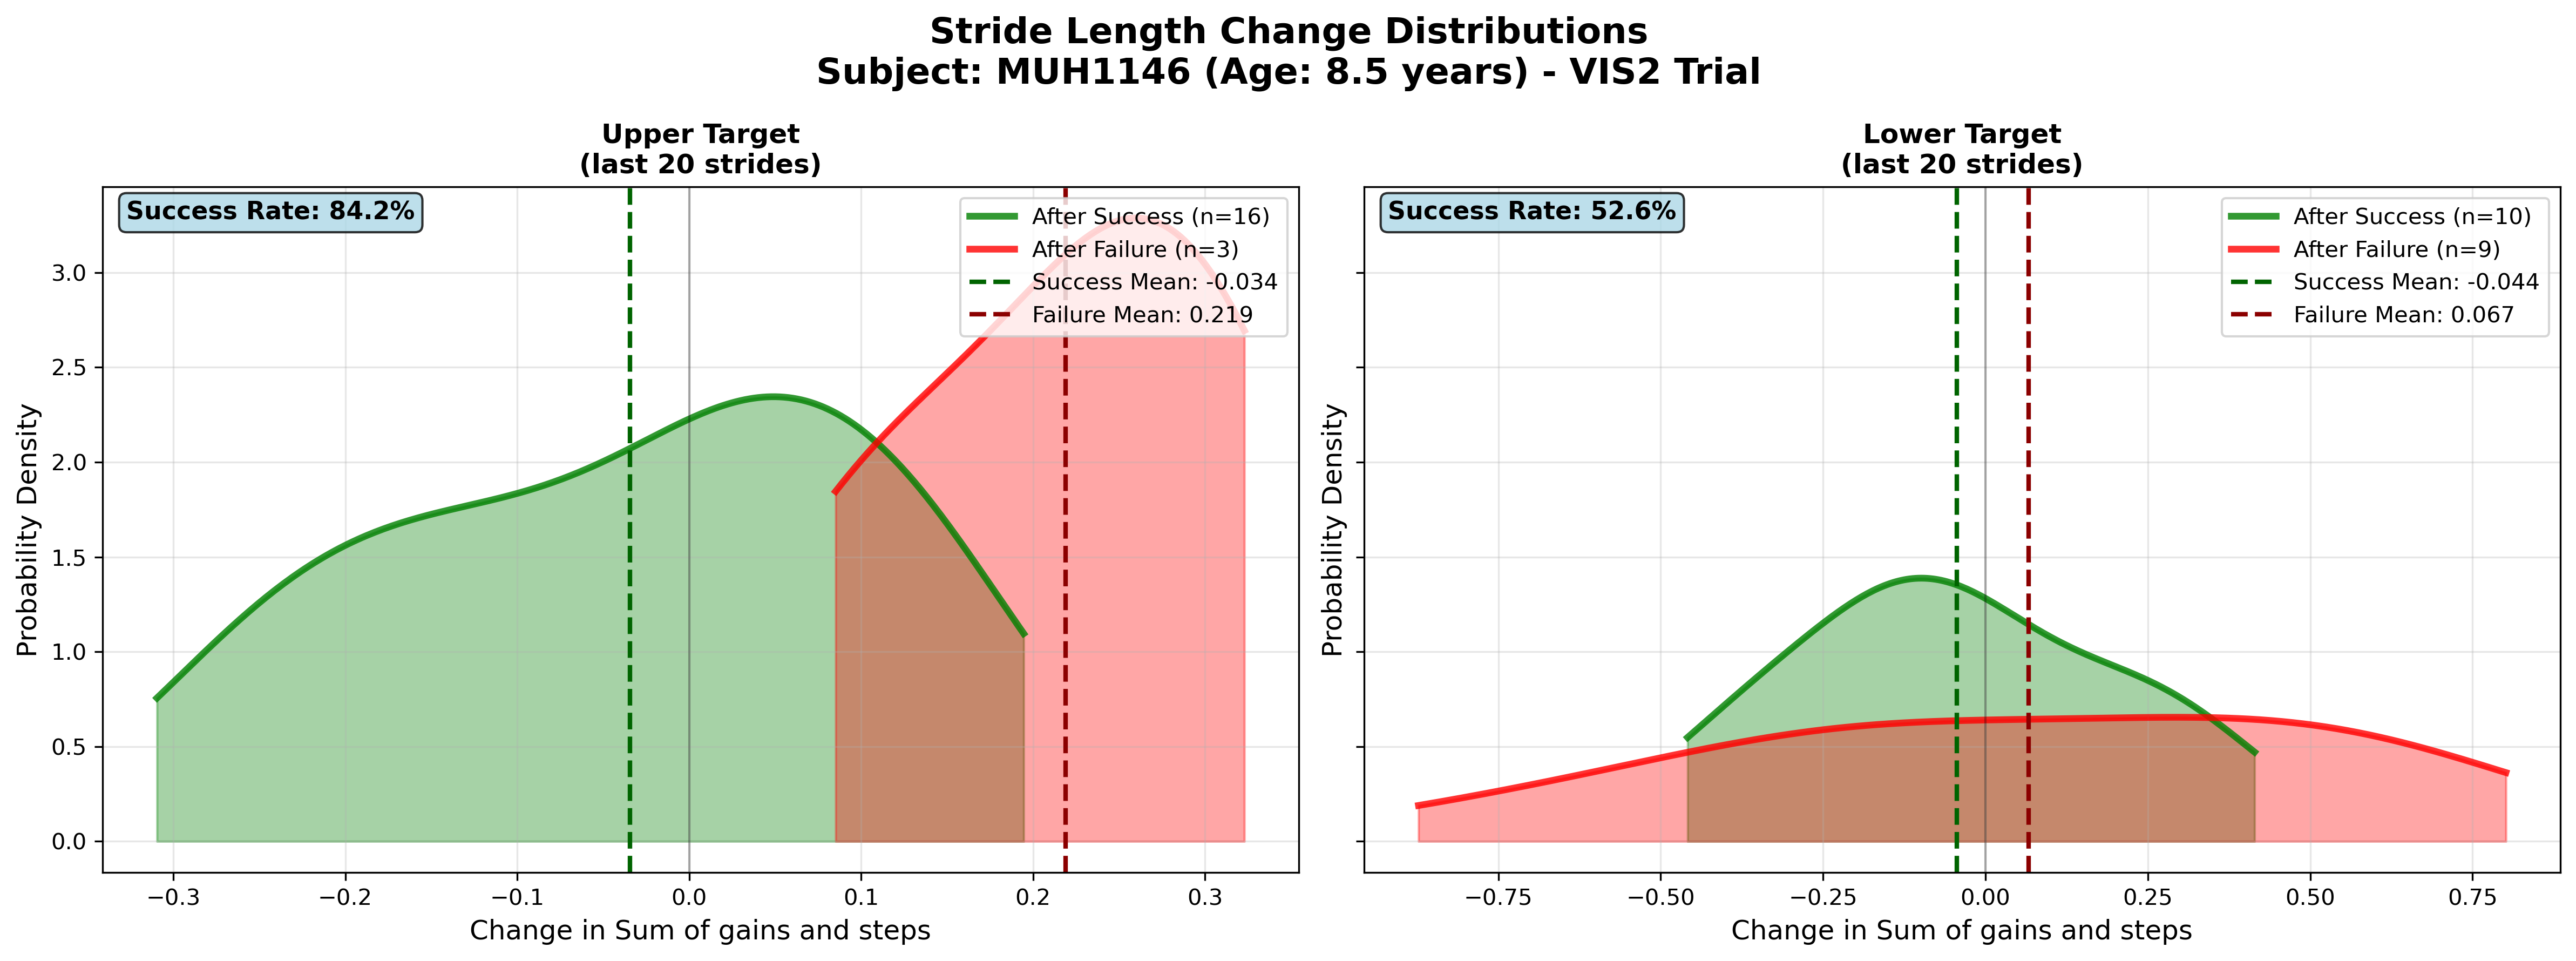 Stride Length Change Distributions
Subject: MUH1146 (Age: 8.5 years) - VIS2 Trial
Upper Target
(last 20 strides)
Success Rate: 84.2%
After Success (n=16)
After Failure (n=3)
Success Mean: -0.034
Failure Mean: 0.219
Probability Density
3.0
2.5
2.0
1.5
1.0
0.5
0.0
−0.3
−0.2
−0.1
0.0
0.1
0.2
0.3
Change in Sum of gains and steps
Lower Target
(last 20 strides)
Success Rate: 52.6%
After Success (n=10)
After Failure (n=9)
Success Mean: -0.044
Failure Mean: 0.067
Probability Density
−0.75
−0.50
−0.25
0.00
0.25
0.50
0.75
Change in Sum of gains and steps